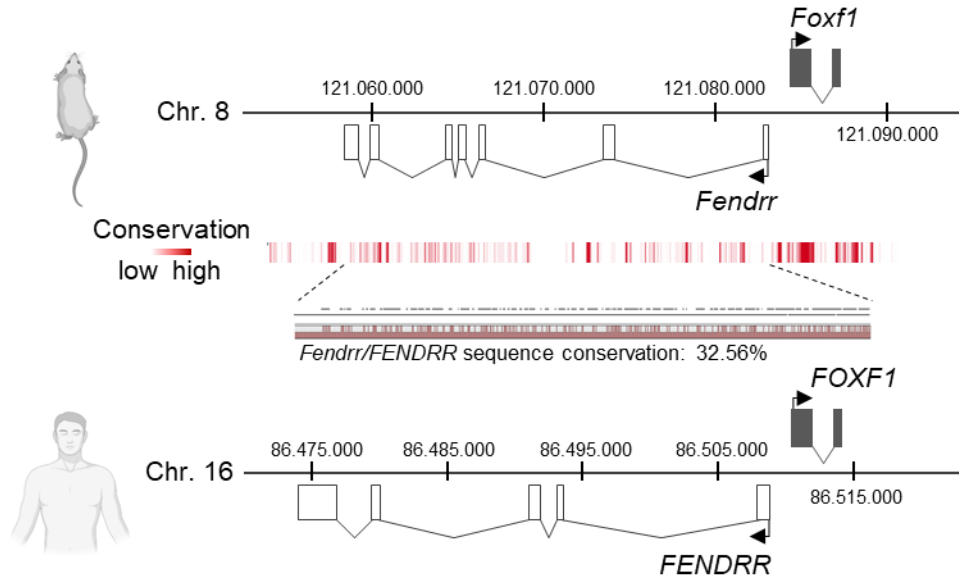 Foxf1
121.060.000
121.070.000
121.080.000
Chr. 8
121.090.000
Fendrr
Conservation
low high
Fendrr/FENDRR sequence conservation: 32.56%
FOXF1
86.475.000
86.485.000
86.495.000
86.505.000
Chr. 16
86.515.000
FENDRR